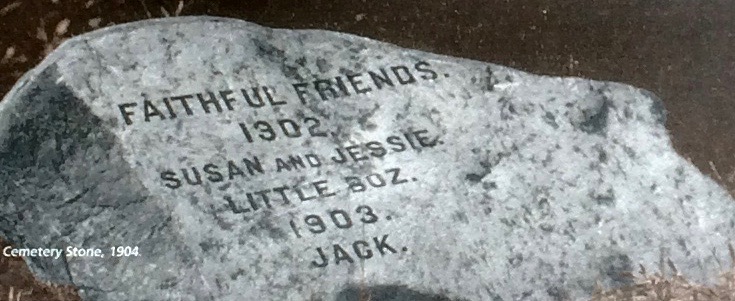 FAITHFUL FRIENDS.
1902.
SUSAN AND JESSIE.
LITTLE BOZ.
1903.
JACK.
Cemetery Stone, 1904.